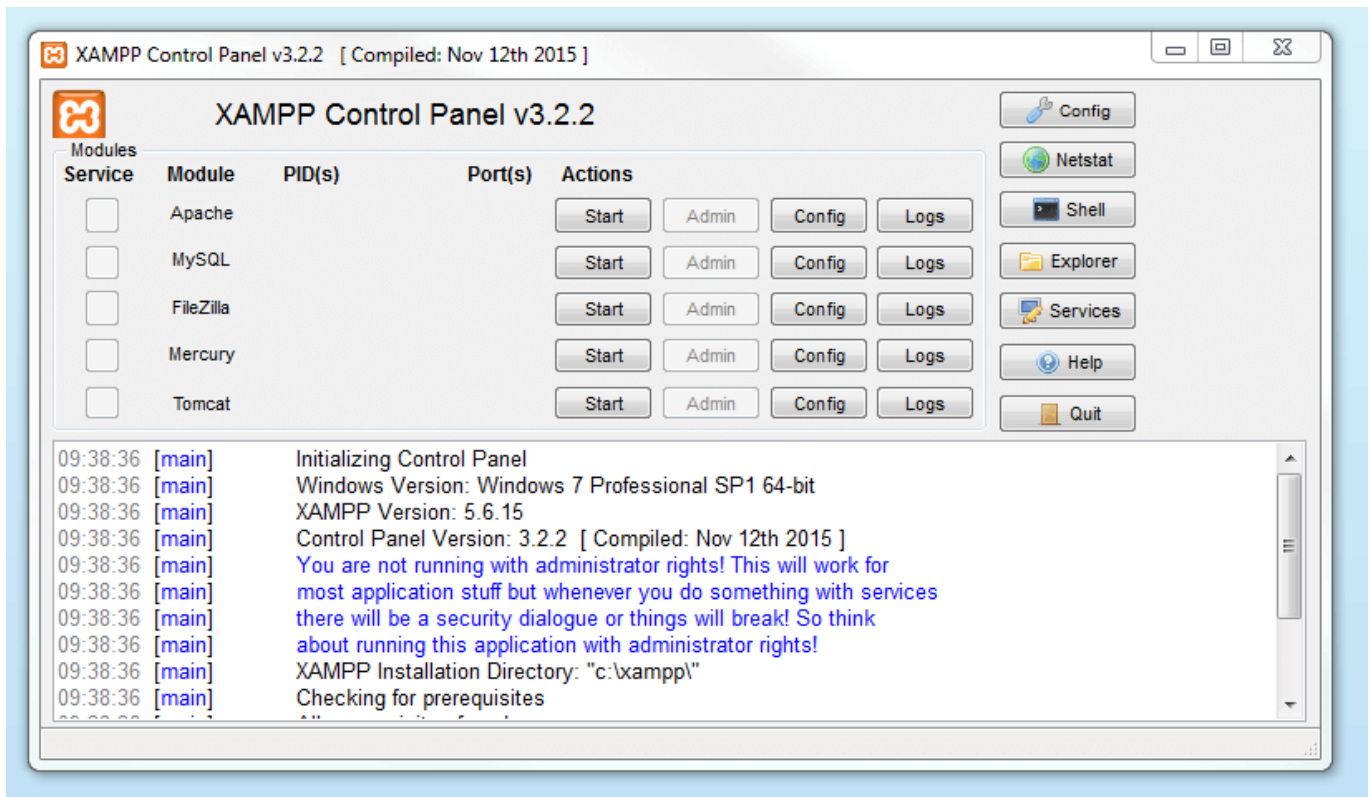 XAMPP Control Panel v3.2.2 [ Compiled: Nov 12th 2015 ]
XAMPP Control Panel v3.2.2
Config
Modules
Service Module PID(s) Port(s) Actions
Netstat
Apache Start Admin Config Logs
Shell
MySQL Start Admin Config Logs
Explorer
FileZilla Start Admin Config Logs
Services
Mercury Start Admin Config Logs
Help
Tomcat Start Admin Config Logs
Quit
09:38:36 [main] Initializing Control Panel
09:38:36 [main] Windows Version: Windows 7 Professional SP1 64-bit
09:38:36 [main] XAMPP Version: 5.6.15
09:38:36 [main] Control Panel Version: 3.2.2 [ Compiled: Nov 12th 2015 ]
09:38:36 [main] You are not running with administrator rights! This will work for
09:38:36 [main] most application stuff but whenever you do something with services
09:38:36 [main] there will be a security dialogue or things will break! So think
09:38:36 [main] about running this application with administrator rights!
09:38:36 [main] XAMPP Installation Directory: "c:\xampp\"
09:38:36 [main] Checking for prerequisites